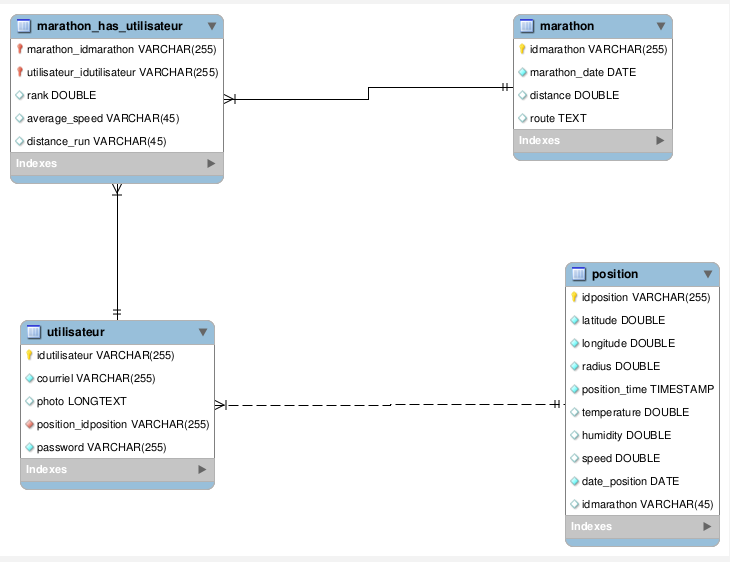 marathon_has_utilisateur
marathon_idmarathon VARCHAR(255)
utilisateur_idutilisateur VARCHAR(255)
rank DOUBLE
average_speed VARCHAR(45)
distance_run VARCHAR(45)
Indexes
marathon
idmarathon VARCHAR(255)
marathon_date DATE
distance DOUBLE
route TEXT
Indexes
utilisateur
idutilisateur VARCHAR(255)
courriel VARCHAR(255)
photo LONGTEXT
position_idposition VARCHAR(255)
password VARCHAR(255)
Indexes
position
idposition VARCHAR(255)
latitude DOUBLE
longitude DOUBLE
radius DOUBLE
position_time TIMESTAMP
temperature DOUBLE
humidity DOUBLE
speed DOUBLE
date_position DATE
idmarathon VARCHAR(45)
Indexes